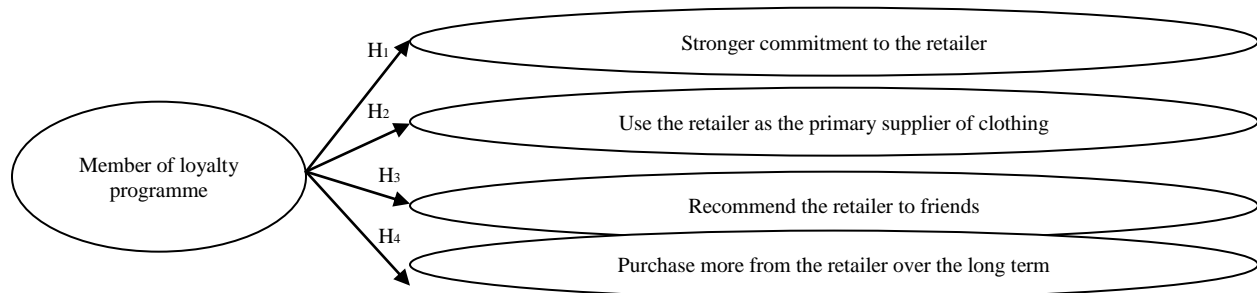 Stronger commitment to the retailer
H1
H2
Use the retailer as the primary supplier of clothing
Member of loyalty
programme
H3
Recommend the retailer to friends
H4
Purchase more from the retailer over the long term